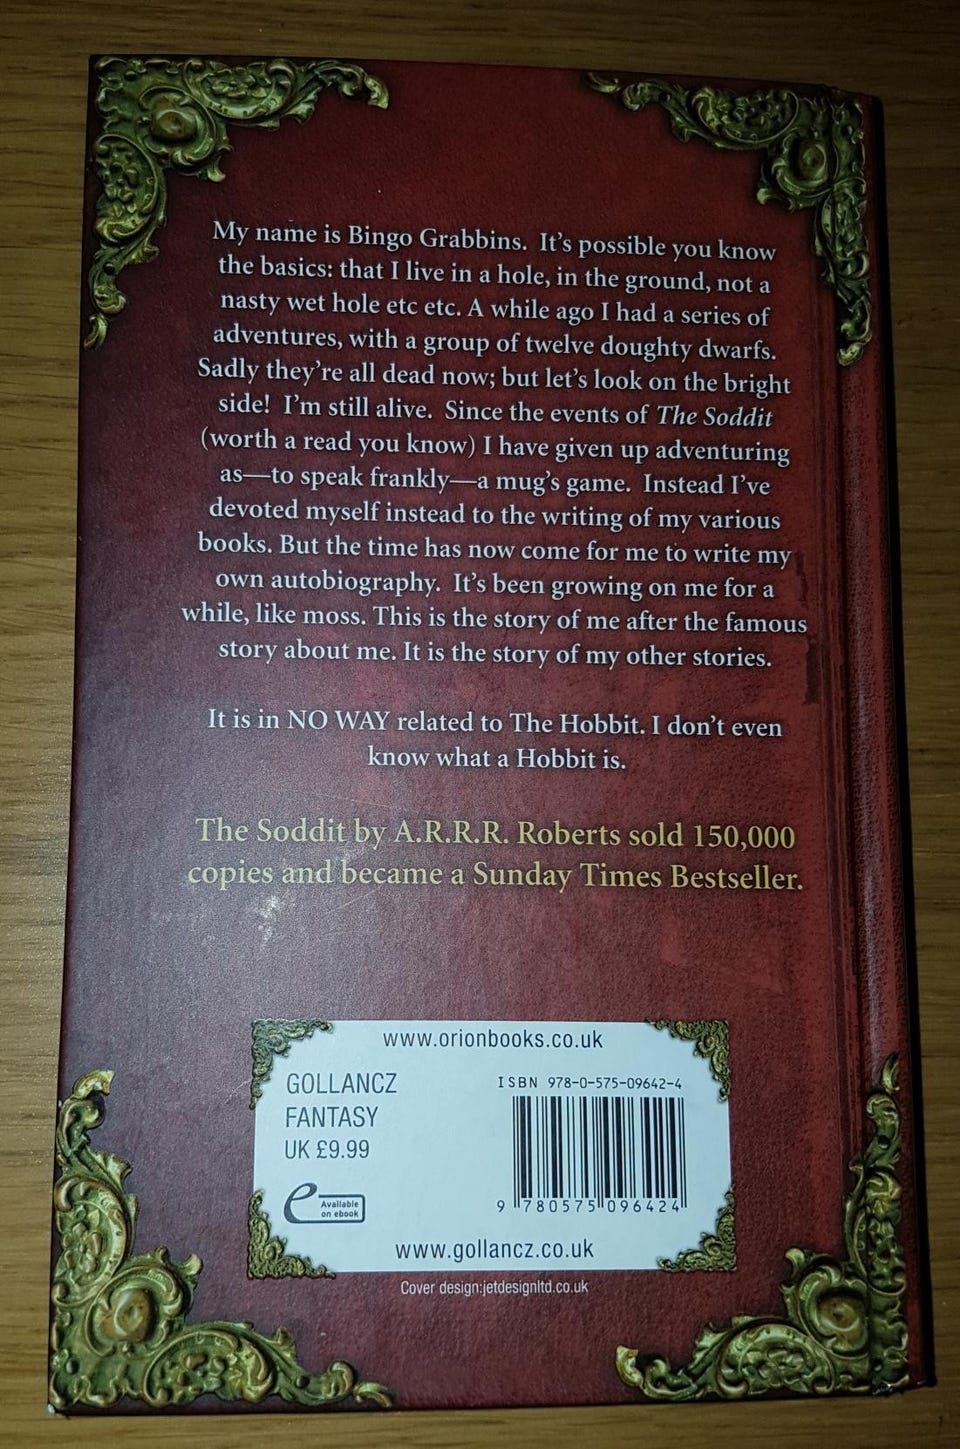 My name is Bingo Grabbins. It's possible you know
the basics: that I live in a hole, in the ground, not a
nasty wet hole etc etc. A while ago I had a series of
adventures, with a group of twelve doughty dwarfs.
Sadly they're all dead now; but let's look on the bright
side! I'm still alive. Since the events of The Soddit
(worth a read you know) I have given up adventuring
as—to speak frankly—a mug's game. Instead I've
devoted myself instead to the writing of my various
books. But the time has now come for me to write my
own autobiography. It's been growing on me for a
while, like moss. This is the story of me after the famous
story about me. It is the story of my other stories.
It is in NO WAY related to The Hobbit. I don't even
know what a Hobbit is.
The Soddit by A.R.R.R. Roberts sold 150,000
copies and became a Sunday Times Bestseller.
www.orionbooks.co.uk
GOLLANCZ
FANTASY
UK £9.99
e Available
on ebook
ISBN 978-0-575-09642-4
9 780575 096424
www.gollancz.co.uk
Cover design:jetdesignltd.co.uk